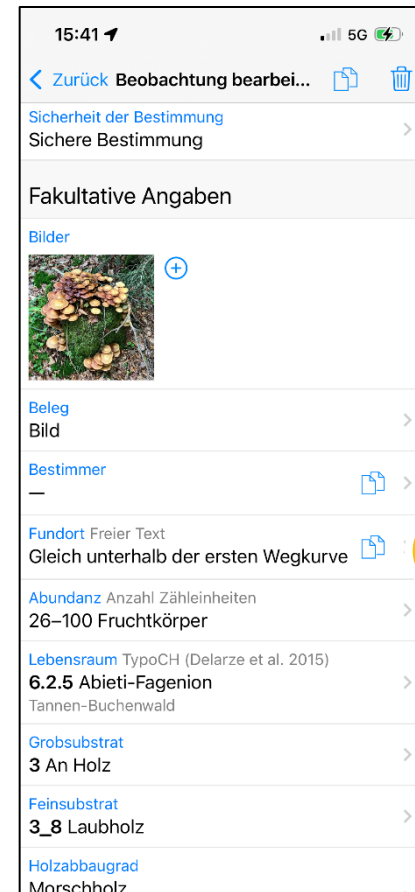 15:41
5G
Zurück Beobachtung bearbei...
Sicherheit der Bestimmung
Sichere Bestimmung
Fakultative Angaben
Bilder
Beleg
Bild
Bestimmer
—
Fundort Freier Text
Gleich unterhalb der ersten Wegkurve
Abundanz Anzahl Zähleinheiten
26–100 Fruchtkörper
Lebensraum TypoCH (Delarze et al. 2015)
6.2.5 Abieti-Fagenion
Tannen-Buchenwald
Grobsubstrat
3 An Holz
Feinsubstrat
3_8 Laubholz
Holzabbaugrad
Morschholz